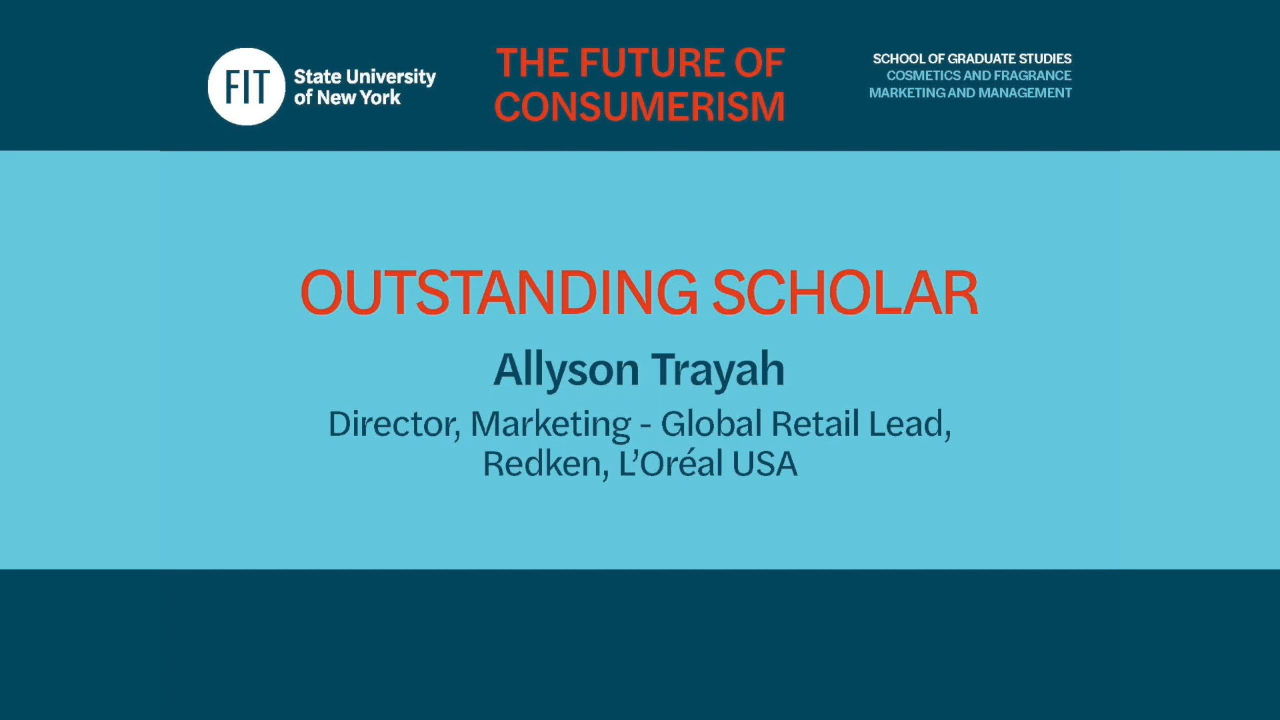 FIT
State University
of New York
THE FUTURE OF
CONSUMERISM
SCHOOL OF GRADUATE STUDIES
COSMETICS AND FRAGRANCE
MARKETING AND MANAGEMENT
OUTSTANDING SCHOLAR
Allyson Trayah
Director, Marketing - Global Retail Lead,
Redken, L’Oréal USA